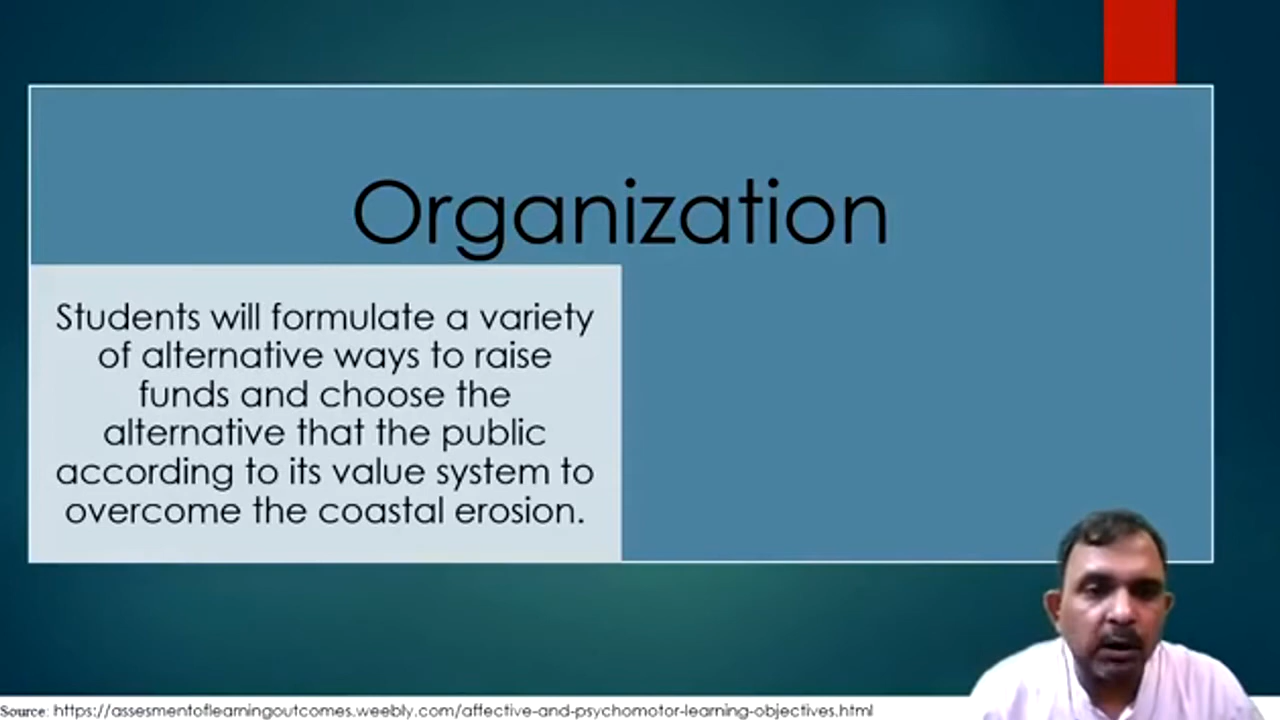 Organization
Students will formulate a variety
of alternative ways to raise
funds and choose the
alternative that the public
according to its value system to
overcome the coastal erosion.
Source: https://assesmentoflearningoutcomes.weebly.com/affective-and-psychomotor-learning-objectives.html